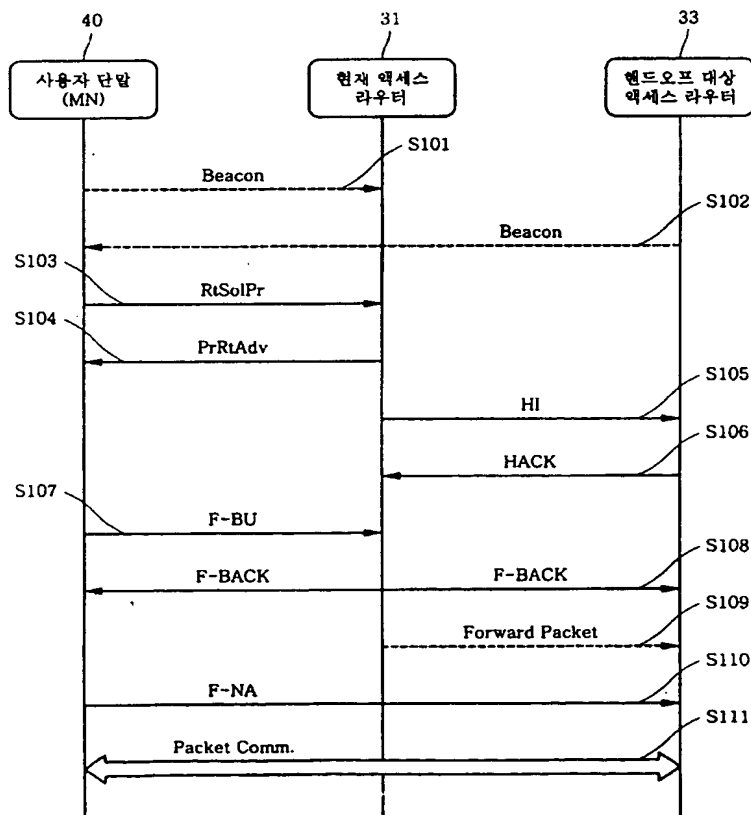 40
31
33
사용자 단말
(MN)
현재 액세스
라우터
핸드오프 대상
액세스 라우터
S101
Beacon
S102
Beacon
S103
RtSolPr
S104
PrRtAdv
S105
HI
S106
HACK
S107
F-BU
S108
F-BACK
F-BACK
S109
Forward Packet
S110
F-NA
S111
Packet Comm.